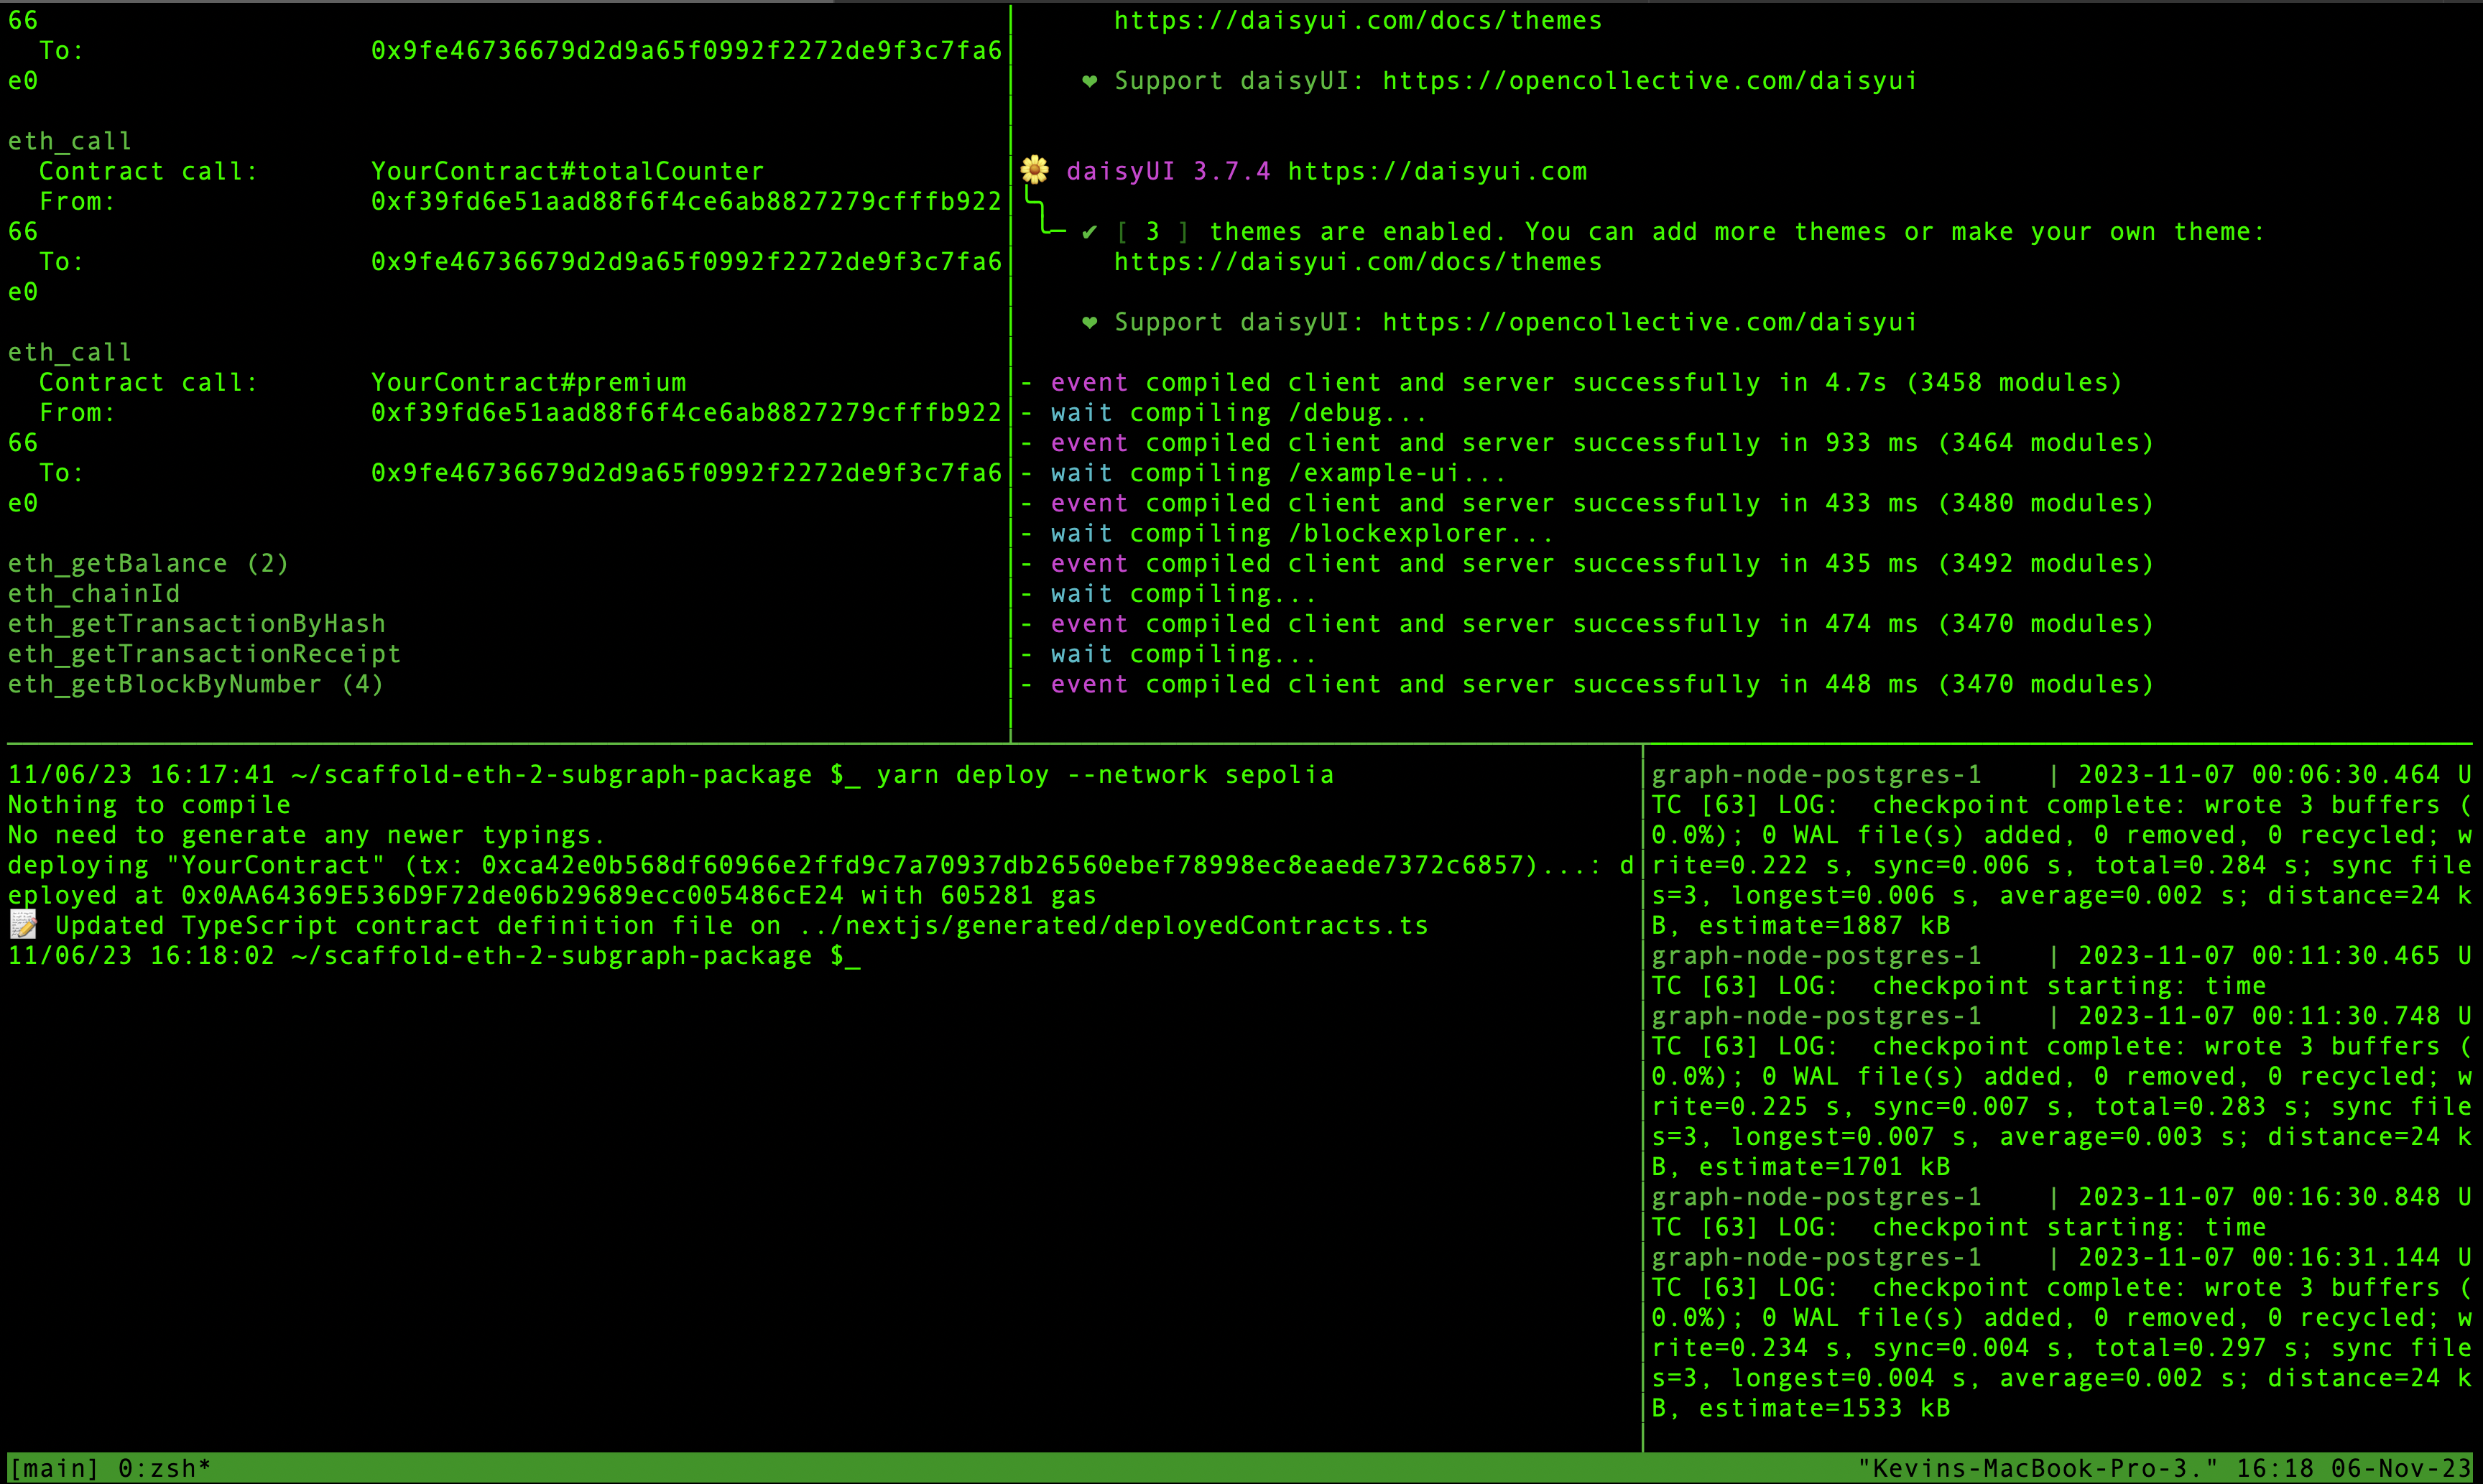 66
  To:                  0x9fe46736679d2d9a65f0992f2272de9f3c7fa6
e0

eth_call
  Contract call:       YourContract#totalCounter
  From:                0xf39fd6e51aad88f6f4ce6ab8827279cfffb922
66
  To:                  0x9fe46736679d2d9a65f0992f2272de9f3c7fa6
e0

eth_call
  Contract call:       YourContract#premium
  From:                0xf39fd6e51aad88f6f4ce6ab8827279cfffb922
66
  To:                  0x9fe46736679d2d9a65f0992f2272de9f3c7fa6
e0

eth_getBalance (2)
eth_chainId
eth_getTransactionByHash
eth_getTransactionReceipt
eth_getBlockByNumber (4)

https://daisyui.com/docs/themes

❤ Support daisyUI: https://opencollective.com/daisyui

🌼 daisyUI 3.7.4 https://daisyui.com
✔ [ 3 ] themes are enabled. You can add more themes or make your own theme:
https://daisyui.com/docs/themes

❤ Support daisyUI: https://opencollective.com/daisyui

- event compiled client and server successfully in 4.7s (3458 modules)
- wait compiling /debug...
- event compiled client and server successfully in 933 ms (3464 modules)
- wait compiling /example-ui...
- event compiled client and server successfully in 433 ms (3480 modules)
- wait compiling /blockexplorer...
- event compiled client and server successfully in 435 ms (3492 modules)
- wait compiling...
- event compiled client and server successfully in 474 ms (3470 modules)
- wait compiling...
- event compiled client and server successfully in 448 ms (3470 modules)

11/06/23 16:17:41 ~/scaffold-eth-2-subgraph-package $_ yarn deploy --network sepolia
Nothing to compile
No need to generate any newer typings.
deploying "YourContract" (tx: 0xca42e0b568df60966e2ffd9c7a70937db26560ebef78998ec8eaede7372c6857)...: d
eployed at 0x0AA64369E536D9F72de06b29689ecc005486cE24 with 605281 gas
📝 Updated TypeScript contract definition file on ../nextjs/generated/deployedContracts.ts
11/06/23 16:18:02 ~/scaffold-eth-2-subgraph-package $_

graph-node-postgres-1    | 2023-11-07 00:06:30.464 U
TC [63] LOG:  checkpoint complete: wrote 3 buffers (
0.0%); 0 WAL file(s) added, 0 removed, 0 recycled; w
rite=0.222 s, sync=0.006 s, total=0.284 s; sync file
s=3, longest=0.006 s, average=0.002 s; distance=24 k
B, estimate=1887 kB
graph-node-postgres-1    | 2023-11-07 00:11:30.465 U
TC [63] LOG:  checkpoint starting: time
graph-node-postgres-1    | 2023-11-07 00:11:30.748 U
TC [63] LOG:  checkpoint complete: wrote 3 buffers (
0.0%); 0 WAL file(s) added, 0 removed, 0 recycled; w
rite=0.225 s, sync=0.007 s, total=0.283 s; sync file
s=3, longest=0.007 s, average=0.003 s; distance=24 k
B, estimate=1701 kB
graph-node-postgres-1    | 2023-11-07 00:16:30.848 U
TC [63] LOG:  checkpoint starting: time
graph-node-postgres-1    | 2023-11-07 00:16:31.144 U
TC [63] LOG:  checkpoint complete: wrote 3 buffers (
0.0%); 0 WAL file(s) added, 0 removed, 0 recycled; w
rite=0.234 s, sync=0.004 s, total=0.297 s; sync file
s=3, longest=0.004 s, average=0.002 s; distance=24 k
B, estimate=1533 kB

[main] 0:zsh* "Kevins-MacBook-Pro-3." 16:18 06-Nov-23